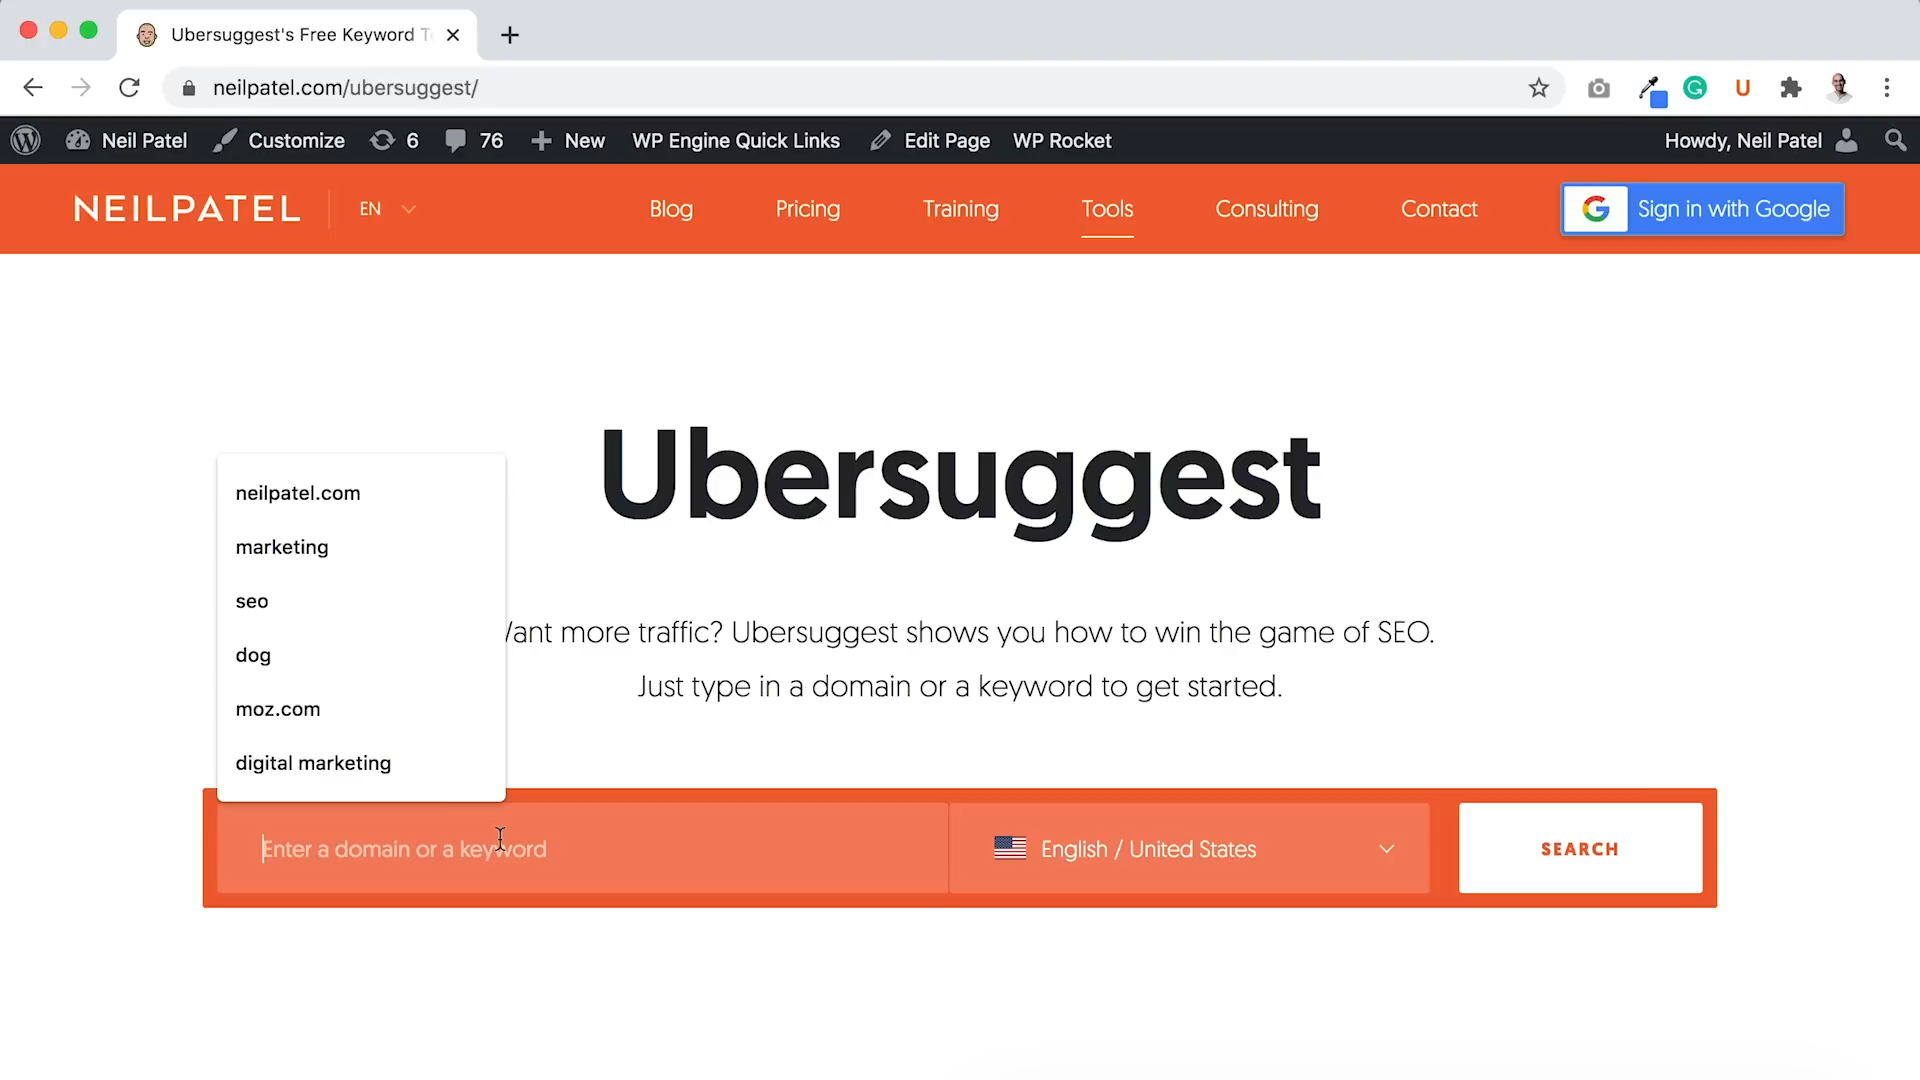 Ubersuggest's Free Keyword T
neilpatel.com/ubersuggest/
Neil Patel Customize 6 76 New WP Engine Quick Links Edit Page WP Rocket Howdy, Neil Patel
NEILPATEL EN Blog Pricing Training Tools Consulting Contact Sign in with Google
Ubersuggest
neilpatel.com
marketing
seo
dog
moz.com
digital marketing
ant more traffic? Ubersuggest shows you how to win the game of SEO.
Just type in a domain or a keyword to get started.
Enter a domain or a keyword English / United States SEARCH